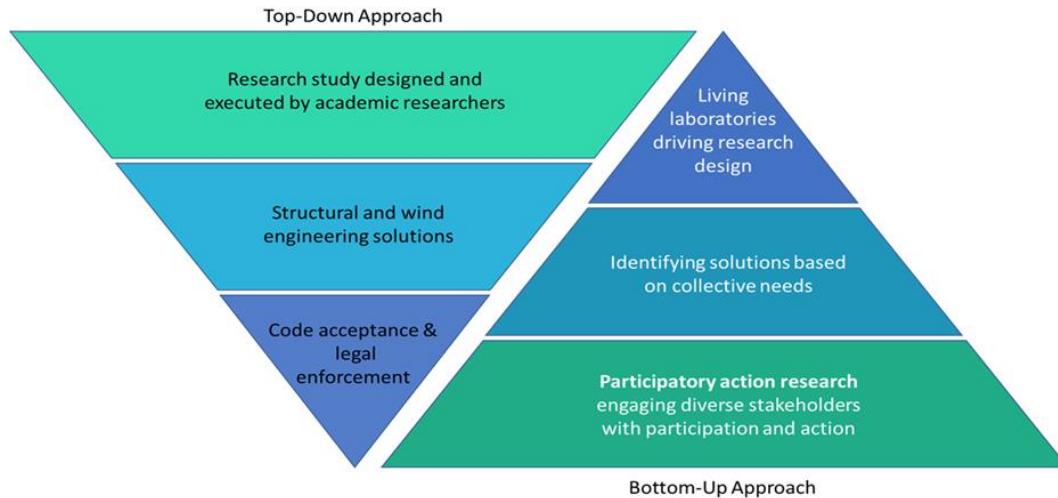 Top-Down Approach
Research study designed and
executed by academic researchers
Structural and wind
engineering solutions
Code acceptance &
legal
enforcement
Living
laboratories
driving research
design
Identifying solutions based
on collective needs
Participatory action research
engaging diverse stakeholders
with participation and action
Bottom-Up Approach